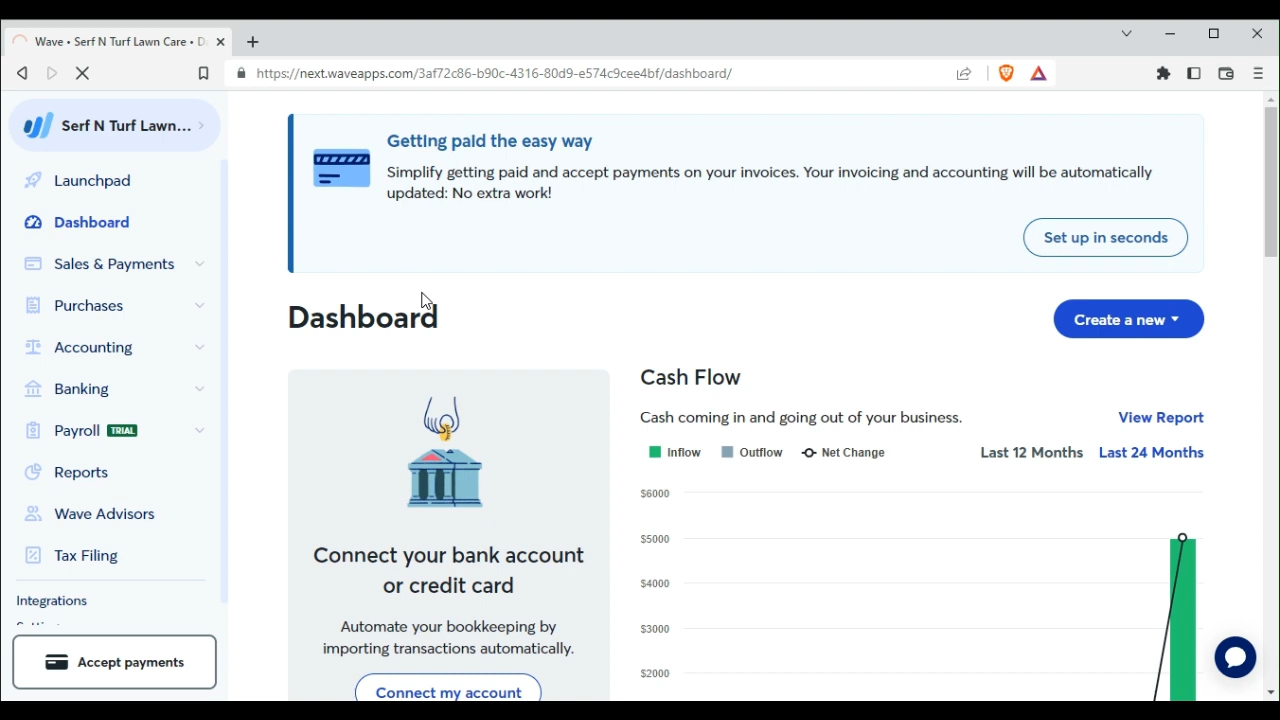 Wave • Serf N Turf Lawn Care • D
https://next.waveapps.com/3af72c86-b90c-4316-80d9-e574c9cee4bf/dashboard/
Serf N Turf Lawn...
Launchpad
Dashboard
Sales & Payments
Purchases
Accounting
Banking
Payroll TRIAL
Reports
Wave Advisors
Tax Filing
Integrations
Accept payments
Getting paid the easy way
Simplify getting paid and accept payments on your invoices. Your invoicing and accounting will be automatically
updated: No extra work!
Set up in seconds
Dashboard
Create a new
Connect your bank account
or credit card
Automate your bookkeeping by
importing transactions automatically.
Connect my account
Cash Flow
Cash coming in and going out of your business.
View Report
Inflow Outflow Net Change
Last 12 Months Last 24 Months
$6000
$5000
$4000
$3000
$2000